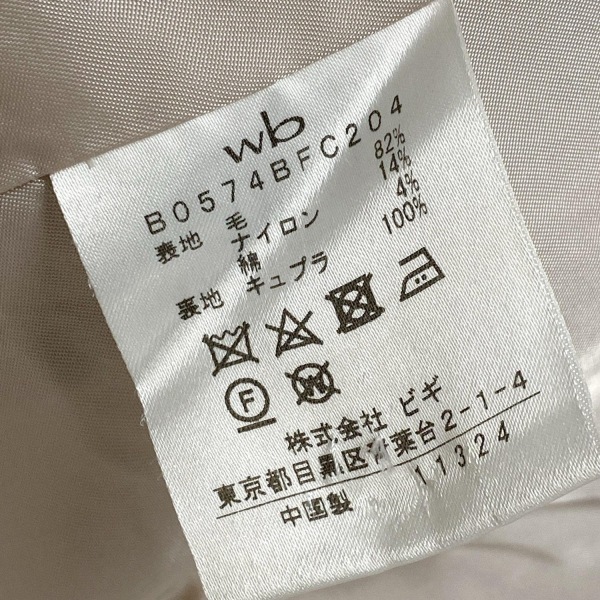 wb
B0574BFC204
表地 毛 82%
ナイロン 14%
綿 4%
表地 キュプラ 100%
F
W
株式会社 ビギ
東京都目黒区青葉台2-1-4
中国製 11324